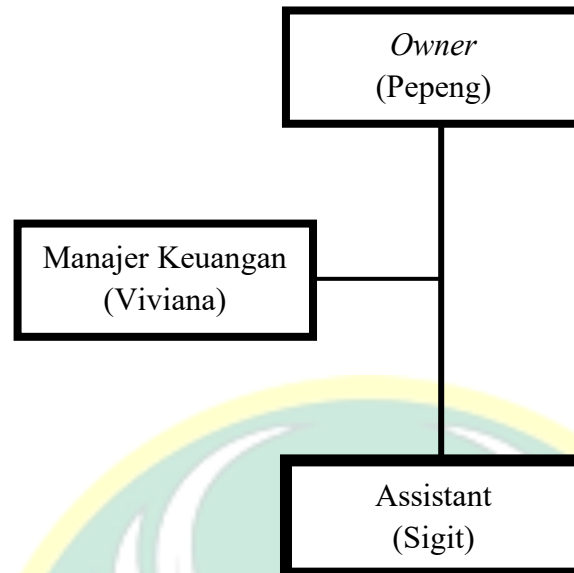 Owner
(Pepeng)
Manajer Keuangan
(Viviana)
Assistant
(Sigit)